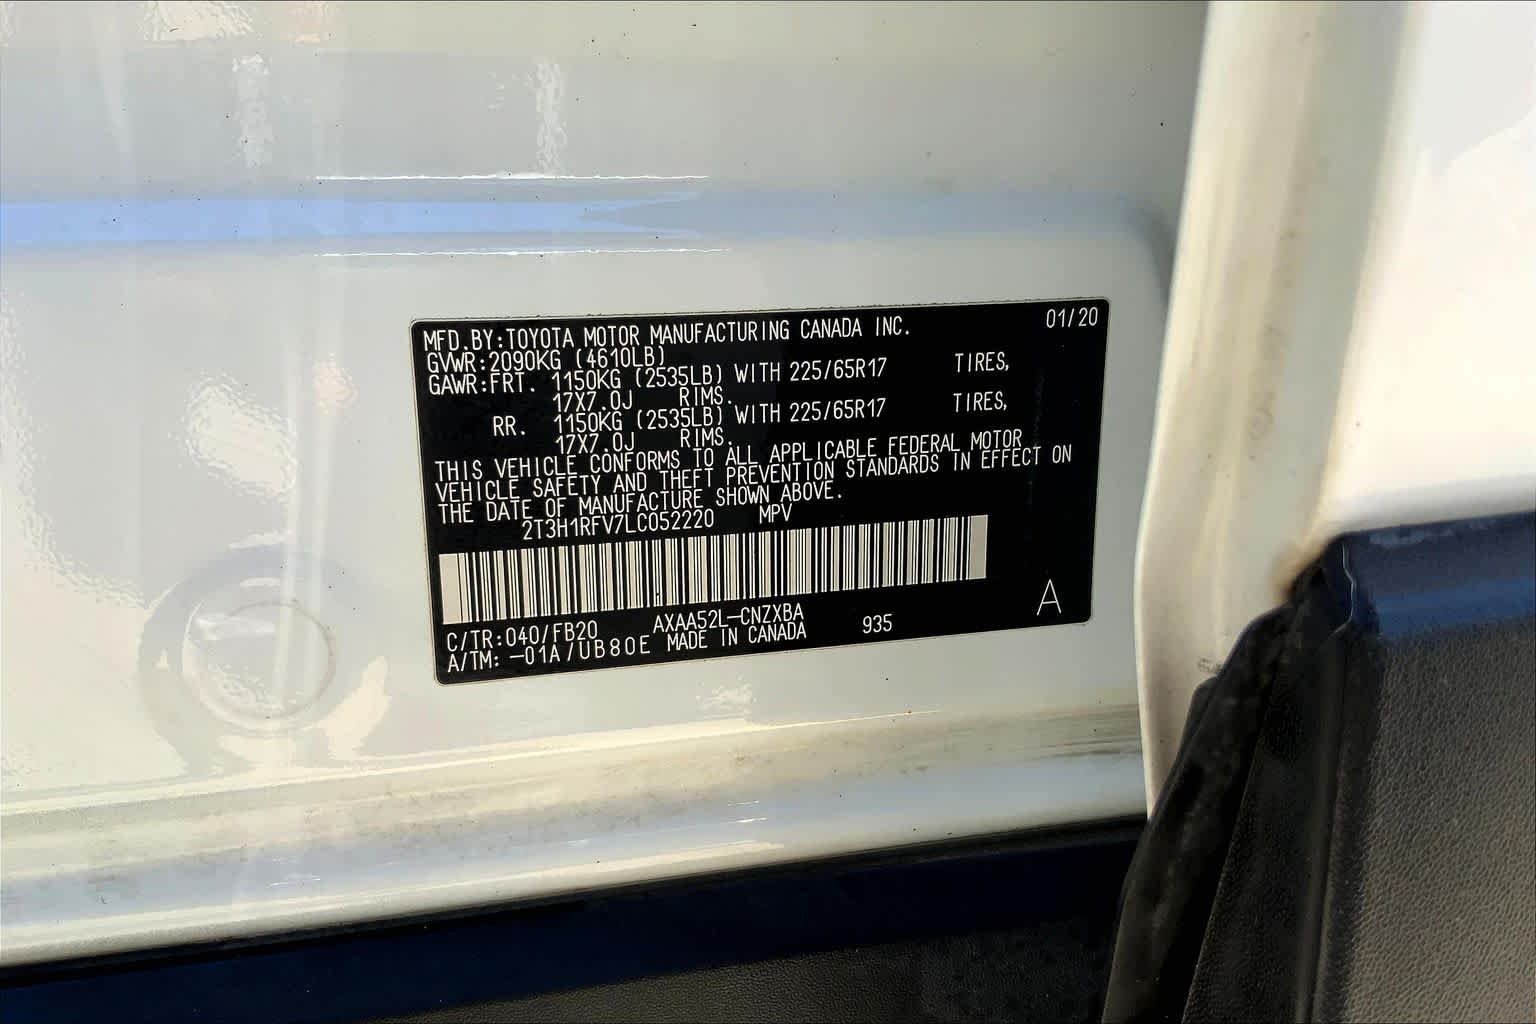 MFD.BY:TOYOTA MOTOR MANUFACTURING CANADA INC. 01/20
GVWR:2090KG (4610LB)
GAWR:FRT. 1150KG (2535LB) WITH 225/65R17 TIRES,
17X7.0J RIMS.
RR. 1150KG (2535LB) WITH 225/65R17 TIRES,
17X7.0J RIMS.
THIS VEHICLE CONFORMS TO ALL APPLICABLE FEDERAL MOTOR
VEHICLE SAFETY AND THEFT PREVENTION STANDARDS IN EFFECT ON
THE DATE OF MANUFACTURE SHOWN ABOVE.
2T3H1RFV7LC052220 MPV
C/TR:040/FB20 AXAA52L-CNZXBA 935 A
A/TM:-01A/UB80E MADE IN CANADA